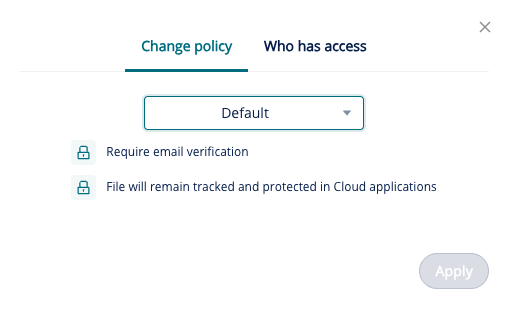 Change policy
Who has access
Default
Require email verification
File will remain tracked and protected in Cloud applications
Apply